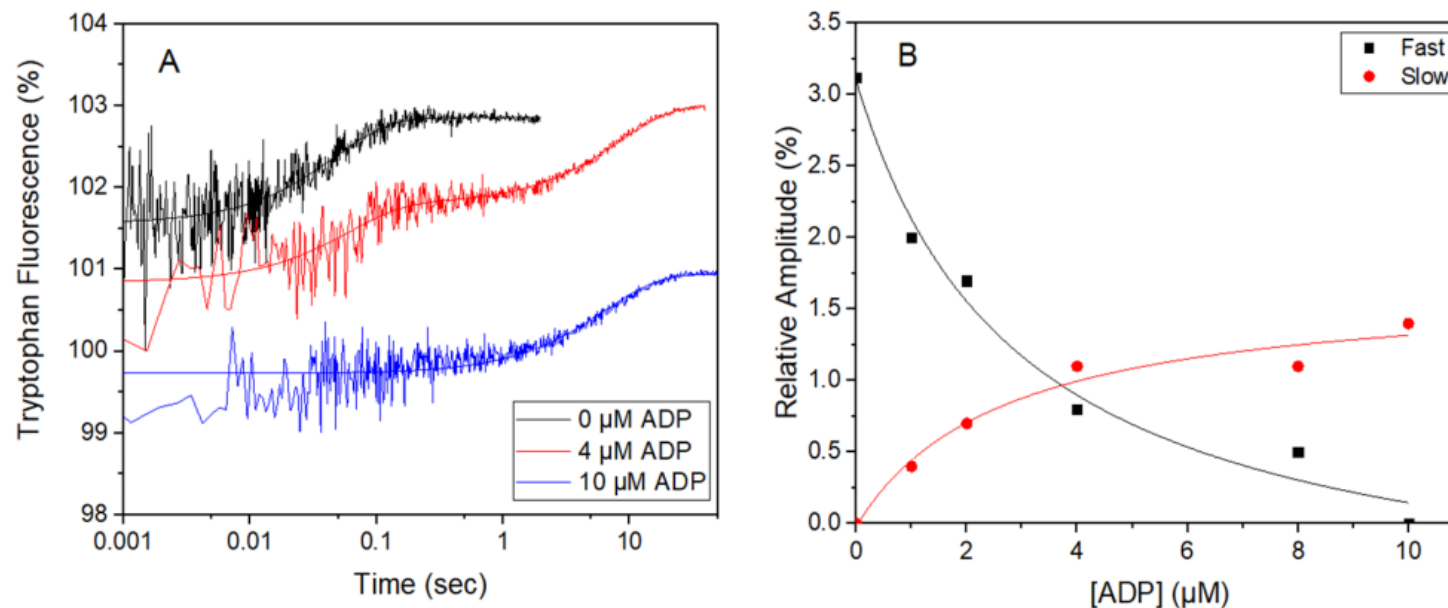 A
Tryptophan Fluorescence (%)
104
103
102
101
100
99
98
0.001
0.01
0.1
1
10
Time (sec)
0 µM ADP
4 µM ADP
10 µM ADP
B
Relative Amplitude (%)
3.5
3.0
2.5
2.0
1.5
1.0
0.5
0.0
0
2
4
6
8
10
[ADP] (µM)
Fast
Slow